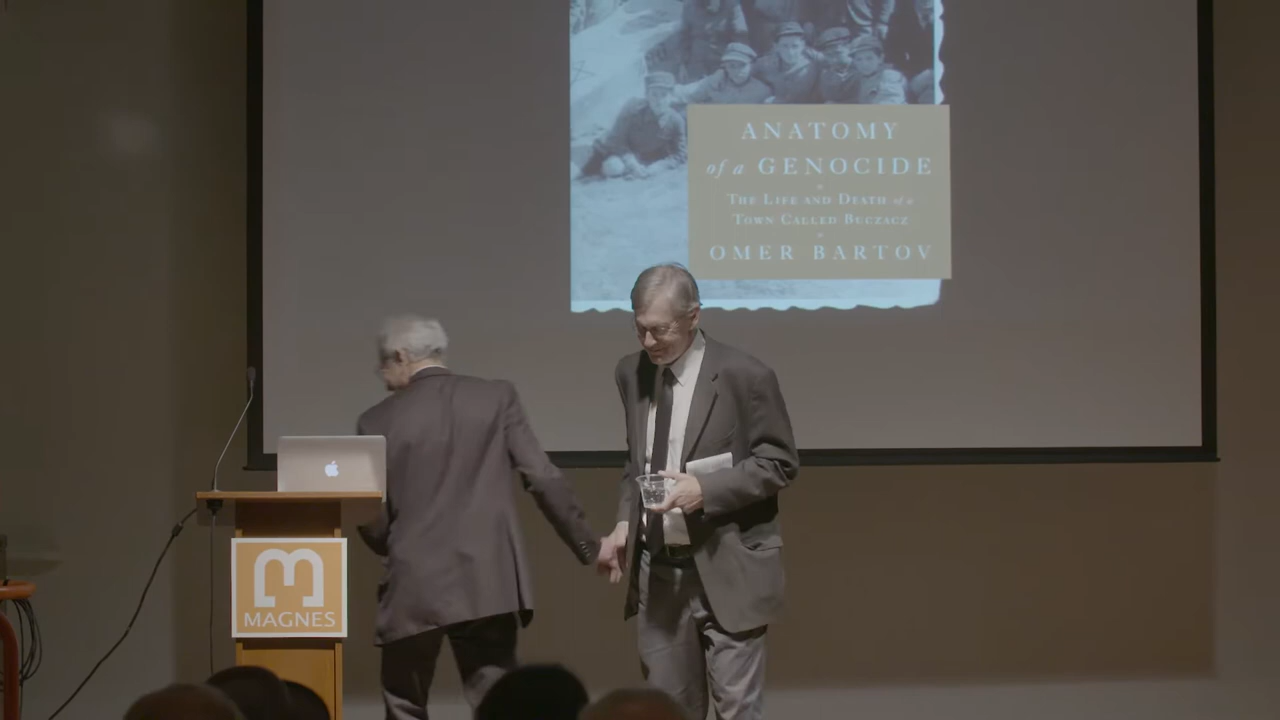 ANATOMY
of a GENOCIDE
THE LIFE AND DEATH of a
TOWN CALLED BUCZACZ
OMER BARTOV
MAGNES